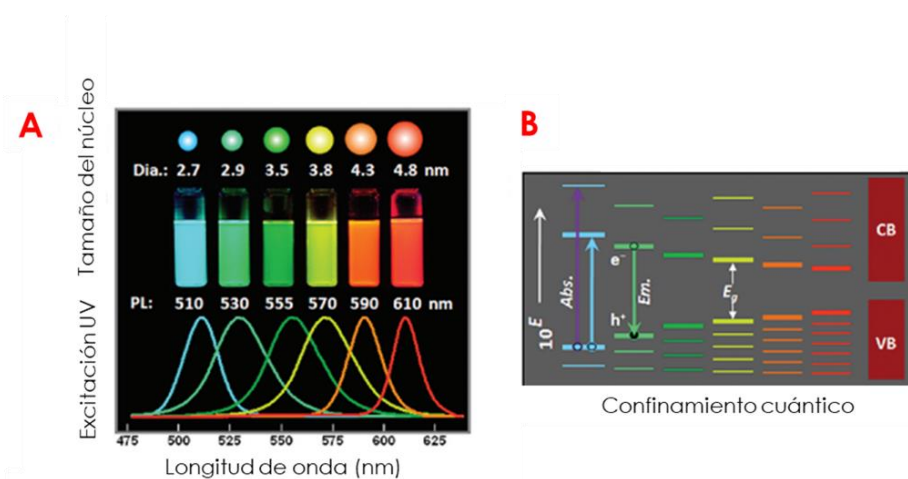 A
Tamaño del núcleo
Dia.: 2.7 2.9 3.5 3.8 4.3 4.8 nm
Excitación UV
PL: 510 530 555 570 590 610 nm
475 500 525 550 575 600 625
Longitud de onda (nm)
B
10 E
Abs.
e⁻
h⁺
Em.
Eg
CB
VB
Confinamiento cuántico